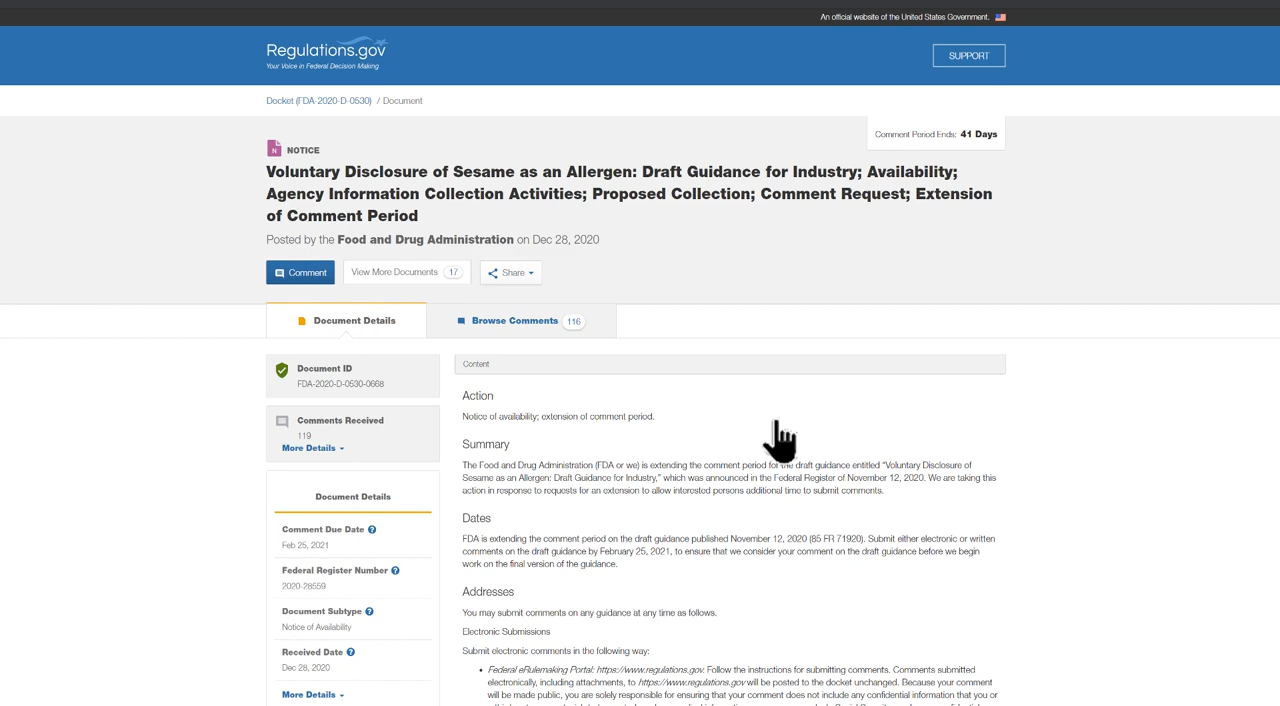 An official website of the United States Government.
Regulations.gov
Your Voice in Federal Decision Making
SUPPORT
Docket (FDA-2020-D-0530) / Document
Comment Period Ends: 41 Days
N NOTICE
Voluntary Disclosure of Sesame as an Allergen: Draft Guidance for Industry; Availability;
Agency Information Collection Activities; Proposed Collection; Comment Request; Extension
of Comment Period
Posted by the Food and Drug Administration on Dec 28, 2020
Comment
View More Documents 17
Share
Document Details
Browse Comments 116
Document ID
FDA-2020-D-0530-0668
Comments Received
119
More Details
Document Details
Comment Due Date ?
Feb 25, 2021
Federal Register Number ?
2020-28559
Document Subtype ?
Notice of Availability
Received Date ?
Dec 28, 2020
More Details
Content
Action
Notice of availability; extension of comment period.
Summary
The Food and Drug Administration (FDA or we) is extending the comment period for the draft guidance entitled “Voluntary Disclosure of
Sesame as an Allergen: Draft Guidance for Industry,” which was announced in the Federal Register of November 12, 2020. We are taking this
action in response to requests for an extension to allow interested persons additional time to submit comments.
Dates
FDA is extending the comment period on the draft guidance published November 12, 2020 (85 FR 71920). Submit either electronic or written
comments on the draft guidance by February 25, 2021, to ensure that we consider your comment on the draft guidance before we begin
work on the final version of the guidance.
Addresses
You may submit comments on any guidance at any time as follows.
Electronic Submissions
Submit electronic comments in the following way:
• Federal eRulemaking Portal: https://www.regulations.gov. Follow the instructions for submitting comments. Comments submitted
electronically, including attachments, to https://www.regulations.gov will be posted to the docket unchanged. Because your comment
will be made public, you are solely responsible for ensuring that your comment does not include any confidential information that you or